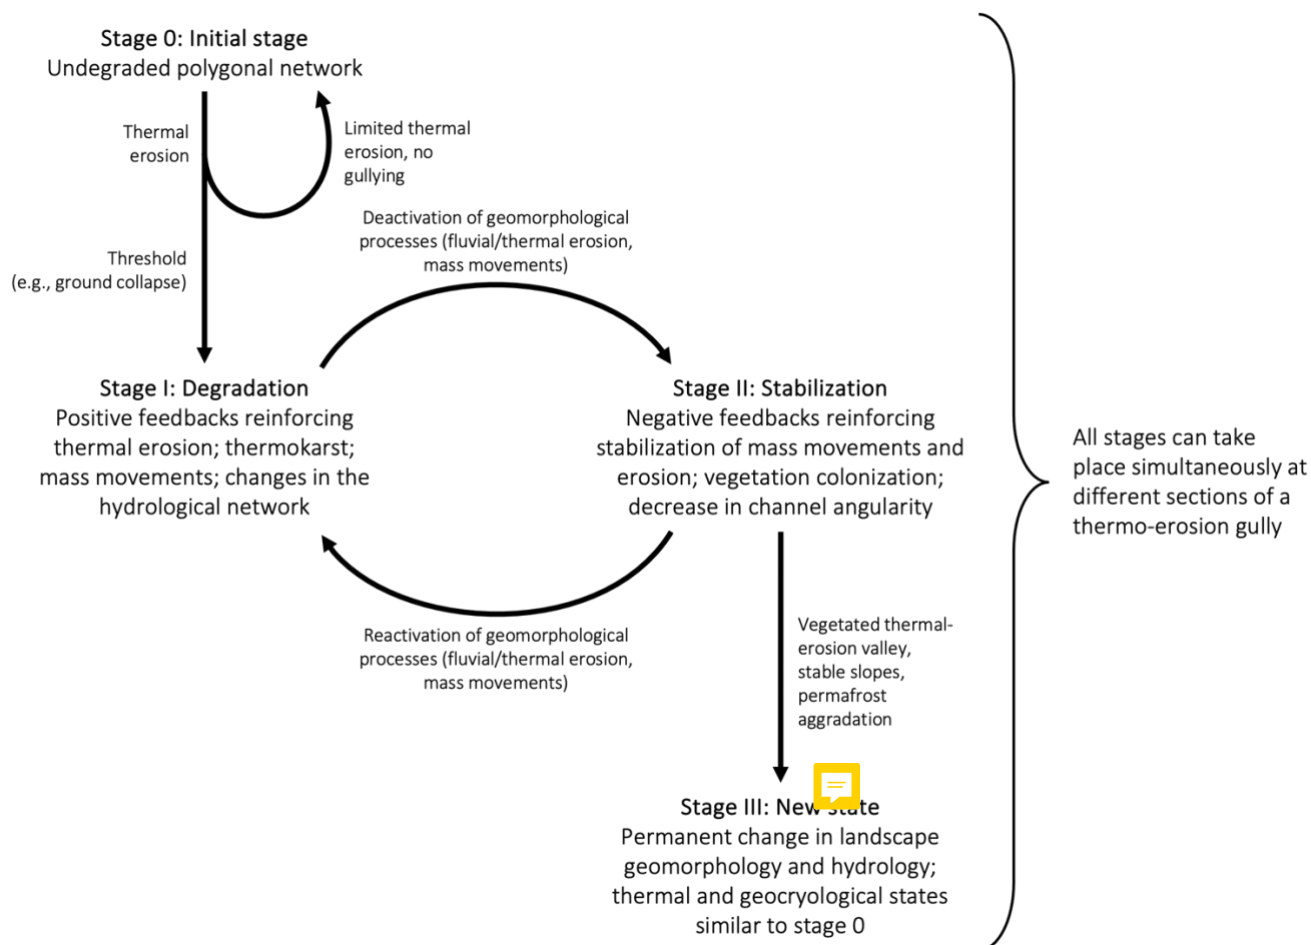 Stage 0: Initial stage
Undegraded polygonal network
Thermal
erosion
Limited thermal
erosion, no
gullying
Threshold
(e.g., ground collapse)
Deactivation of geomorphological
processes (fluvial/thermal erosion,
mass movements)
Stage I: Degradation
Positive feedbacks reinforcing
thermal erosion; thermokarst;
mass movements; changes in the
hydrological network
Stage II: Stabilization
Negative feedbacks reinforcing
stabilization of mass movements and
erosion; vegetation colonization;
decrease in channel angularity
All stages can take
place simultaneously at
different sections of a
thermo-erosion gully
Reactivation of geomorphological
processes (fluvial/thermal erosion,
mass movements)
Vegetated thermal-
erosion valley,
stable slopes,
permafrost
aggradation
Stage III: New state
Permanent change in landscape
geomorphology and hydrology;
thermal and geocryological states
similar to stage 0